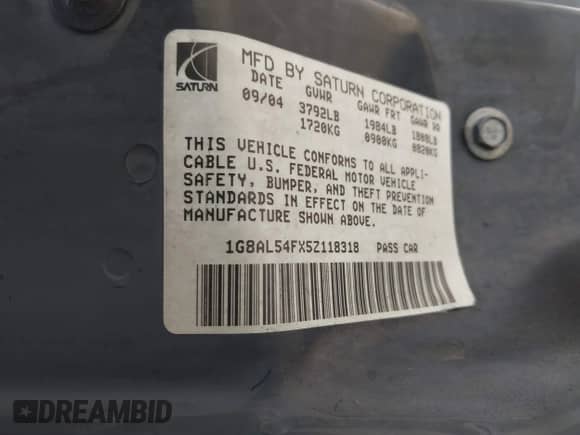 MFD BY SATURN CORPORATION
SATURN
DATE GVWR GAWR FRT GAWR RR
09/04 3792LB 1984LB 1808LB
1720KG 0900KG 0820KG
THIS VEHICLE CONFORMS TO ALL APPLI-
CABLE U.S. FEDERAL MOTOR VEHICLE
SAFETY, BUMPER, AND THEFT PREVENTION
STANDARDS IN EFFECT ON THE DATE OF
MANUFACTURE SHOWN ABOVE.
1G8AL54FX5Z118318 PASS CAR
DREAMBID